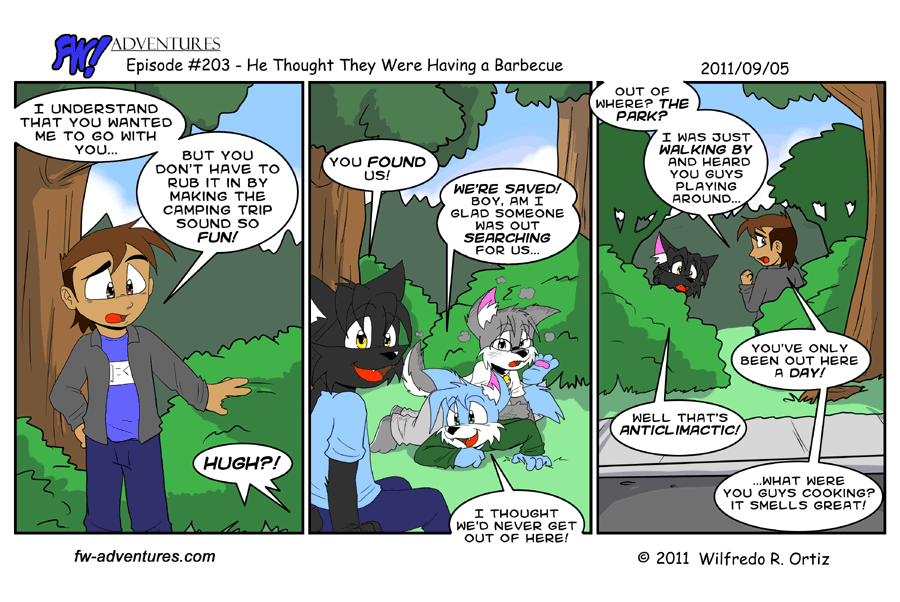 FW! ADVENTURES
Episode #203 - He Thought They Were Having a Barbecue
2011/09/05
I UNDERSTAND
THAT YOU WANTED
ME TO GO WITH
YOU...
BUT YOU
DON'T HAVE TO
RUB IT IN BY
MAKING THE
CAMPING TRIP
SOUND SO
FUN!
HUGH?!
YOU FOUND
US!
WE'RE SAVED!
BOY, AM I
GLAD SOMEONE
WAS OUT
SEARCHING
FOR US...
I THOUGHT
WE'D NEVER GET
OUT OF HERE!
OUT OF
WHERE? THE
PARK?
I WAS JUST
WALKING BY
AND HEARD
YOU GUYS
PLAYING
AROUND...
YOU'VE ONLY
BEEN OUT HERE
A DAY!
WELL THAT'S
ANTICLIMACTIC!
...WHAT WERE
YOU GUYS COOKING?
IT SMELLS GREAT!
fw-adventures.com
© 2011 Wilfredo R. Ortiz